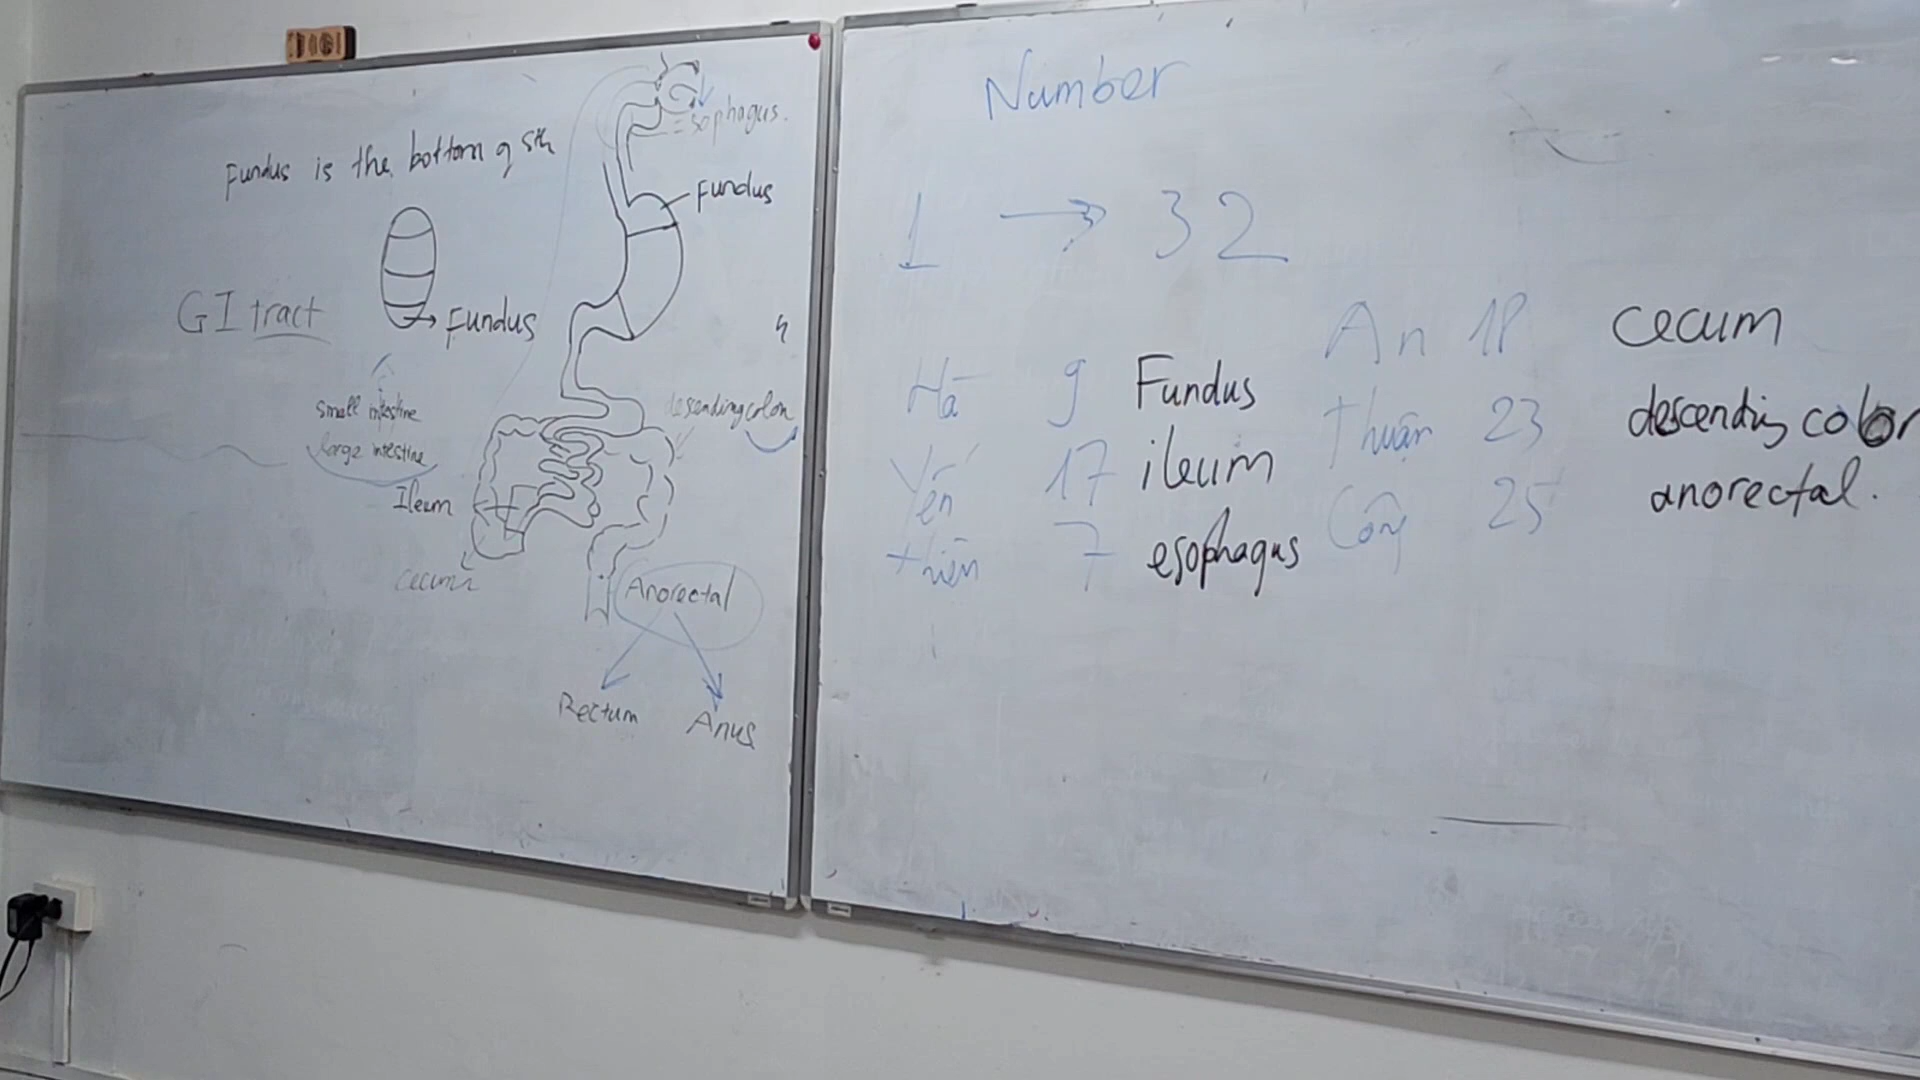 esophagus.
Fundus is the bottom of sth
Fundus
GI tract
Fundus
small intestine
large intestine
desending colon
Ileum
cecum
Anorectal
Rectum
Anus
Number
1 → 32
Hà 9 Fundus
Yến 17 ileum
thiên 7 esophagus
An 18 cecum
thuận 23 descending colon
Công 25 anorectal.